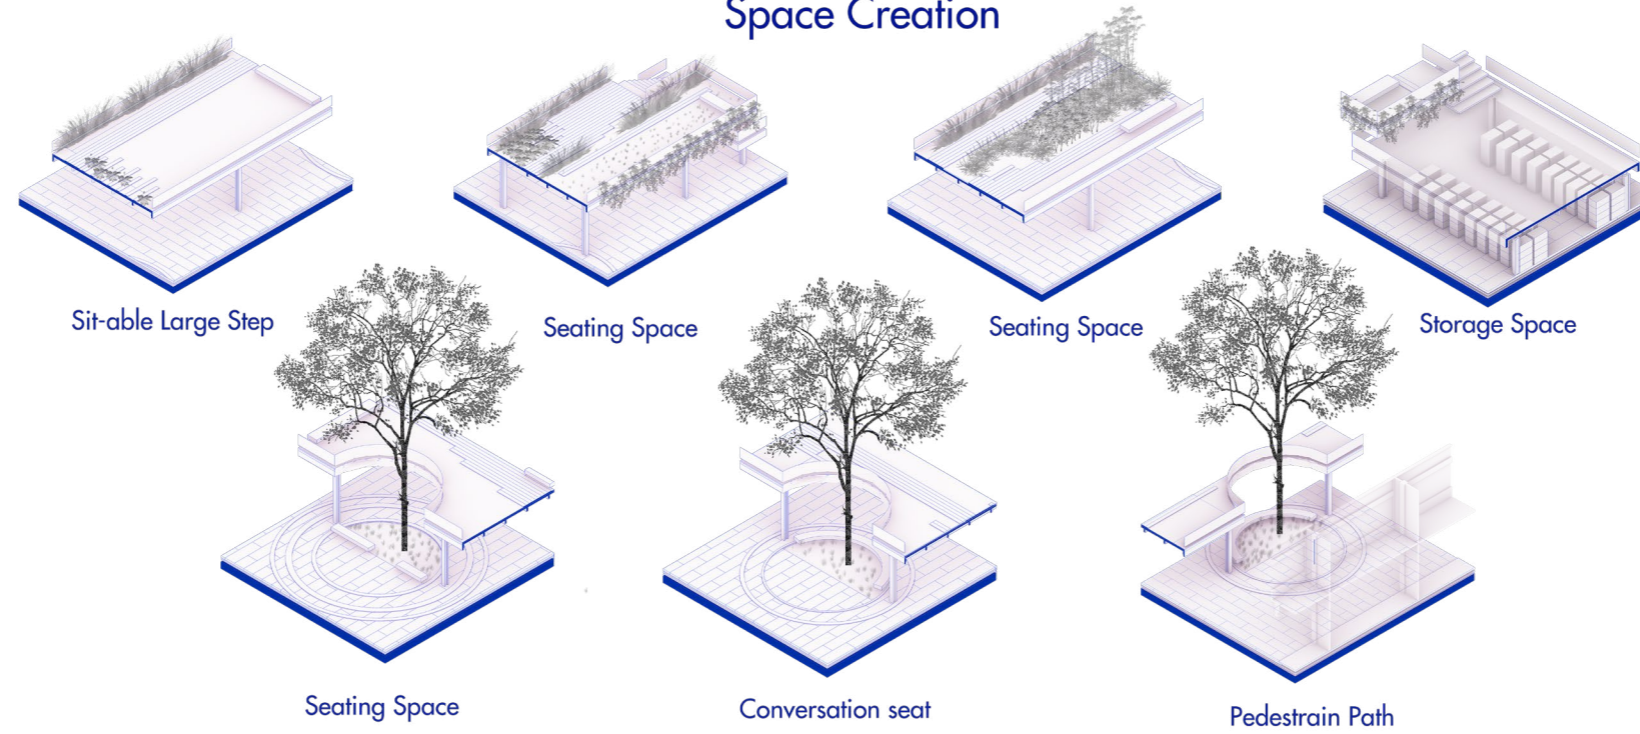 Space Creation
Sit-able Large Step
Seating Space
Seating Space
Storage Space
Seating Space
Conversation seat
Pedestrain Path